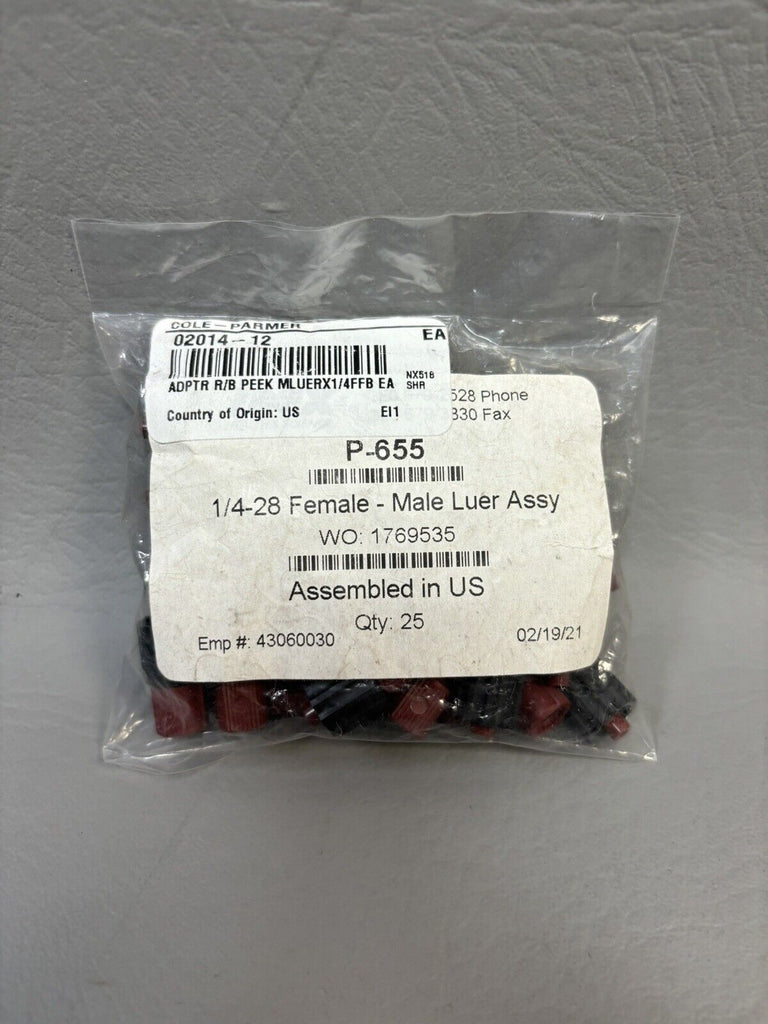 COLE-PARMER
02014-12 EA
ADPTR R/B PEEK MLUERX1/4FFB EA NX51B
SHR
Country of Origin: US EI1
528 Phone
330 Fax
P-655
1/4-28 Female - Male Luer Assy
WO: 1769535
Assembled in US
Qty: 25
Emp #: 43060030 02/19/21